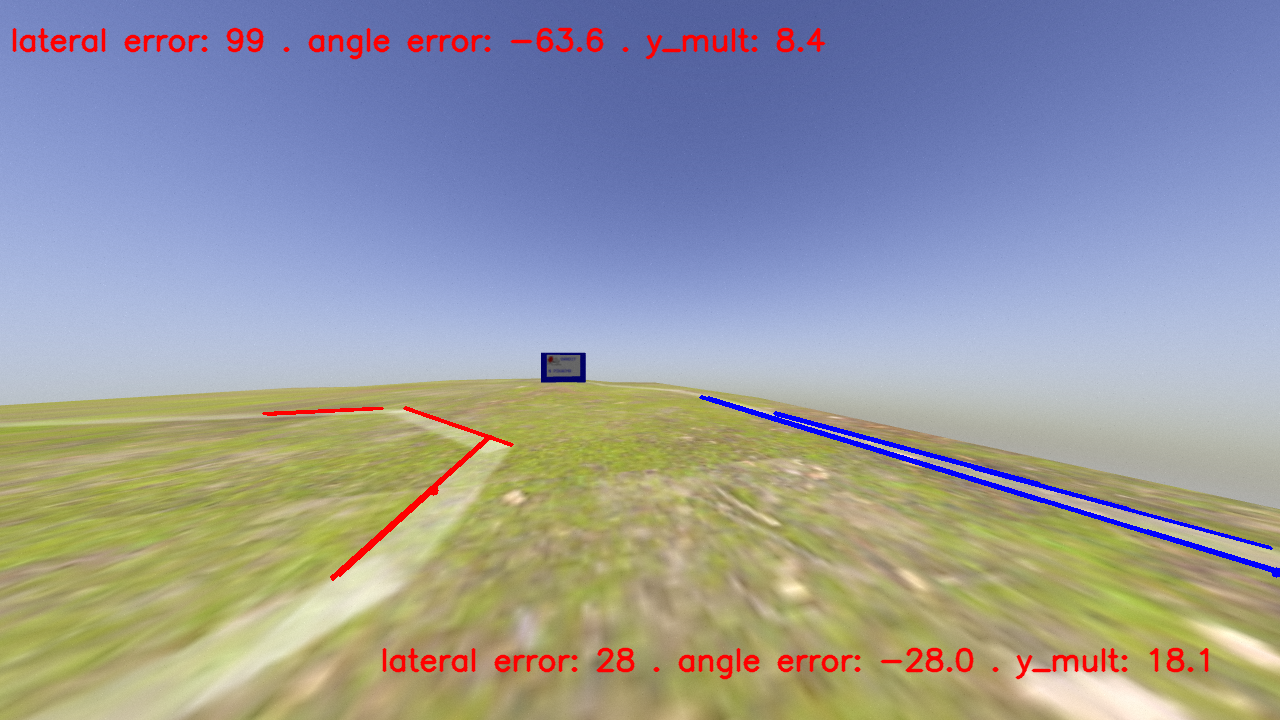 lateral error: 99 . angle error: −63.6 . y_mult: 8.4
lateral error: 28 . angle error: −28.0 . y_mult: 18.1